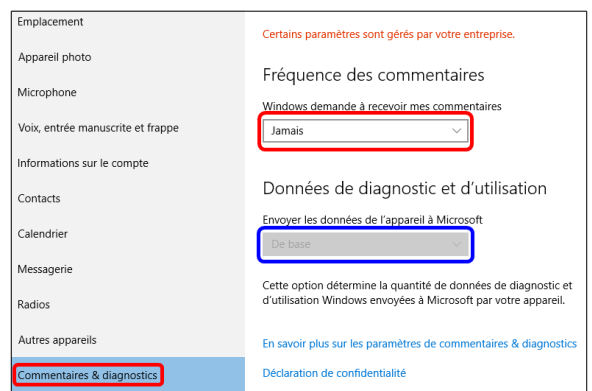 Emplacement
Appareil photo
Microphone
Voix, entrée manuscrite et frappe
Informations sur le compte
Contacts
Calendrier
Messagerie
Radios
Autres appareils
Commentaires & diagnostics
Certains paramètres sont gérés par votre entreprise.
Fréquence des commentaires
Windows demande à recevoir mes commentaires
Jamais
Données de diagnostic et d'utilisation
Envoyer les données de l'appareil à Microsoft
De base
Cette option détermine la quantité de données de diagnostic et
d'utilisation Windows envoyées à Microsoft par votre appareil.
En savoir plus sur les paramètres de commentaires & diagnostics
Déclaration de confidentialité